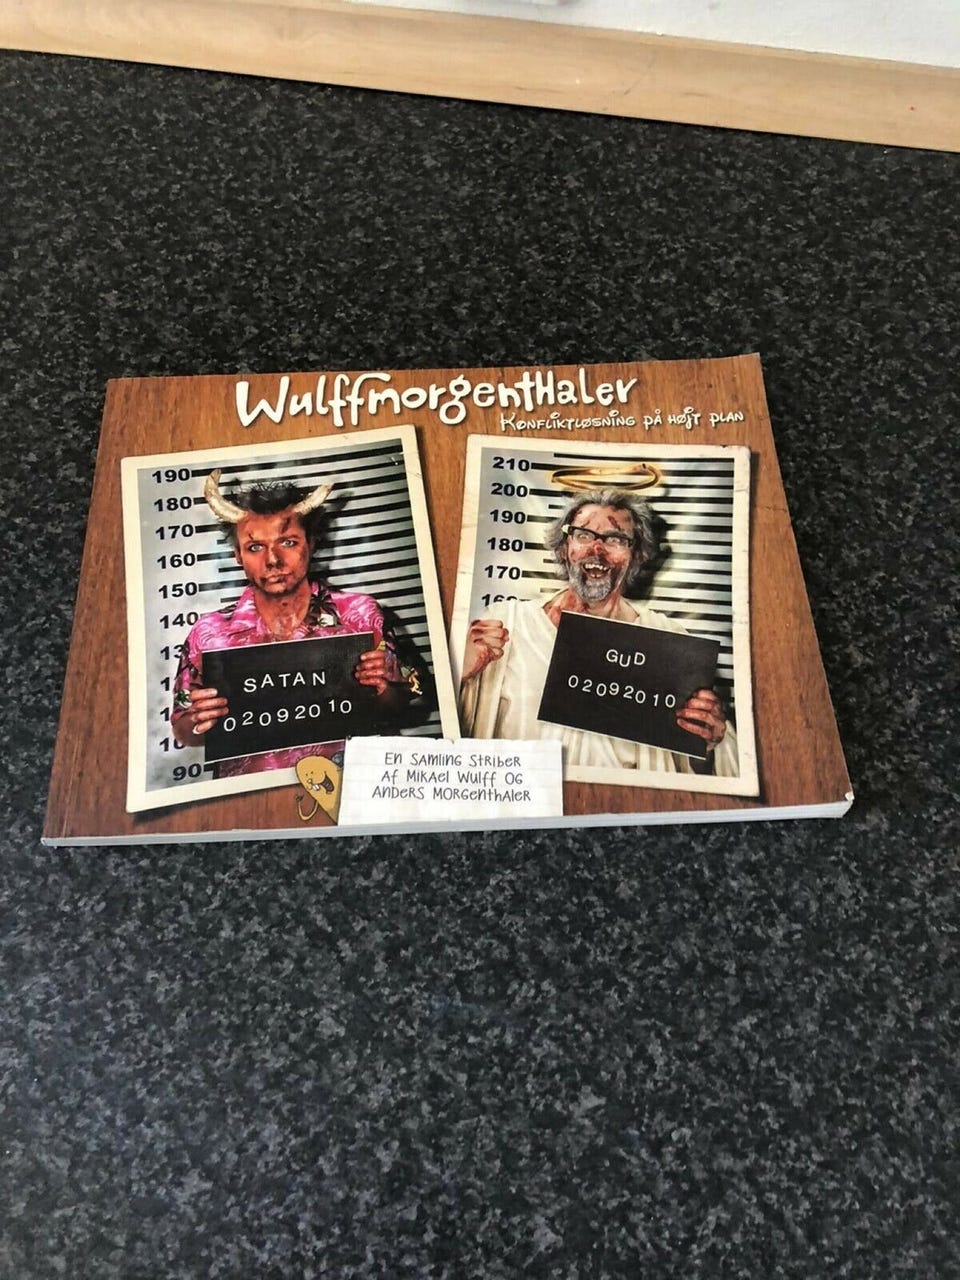 Wulffmorgenthaler
Konfliktløsning på højt plan
190
180
170
160
150
140
90
SATAN
02092010
210
200
190
180
170
GUD
02092010
En samling striber
af Mikael Wulff og
Anders Morgenthaler